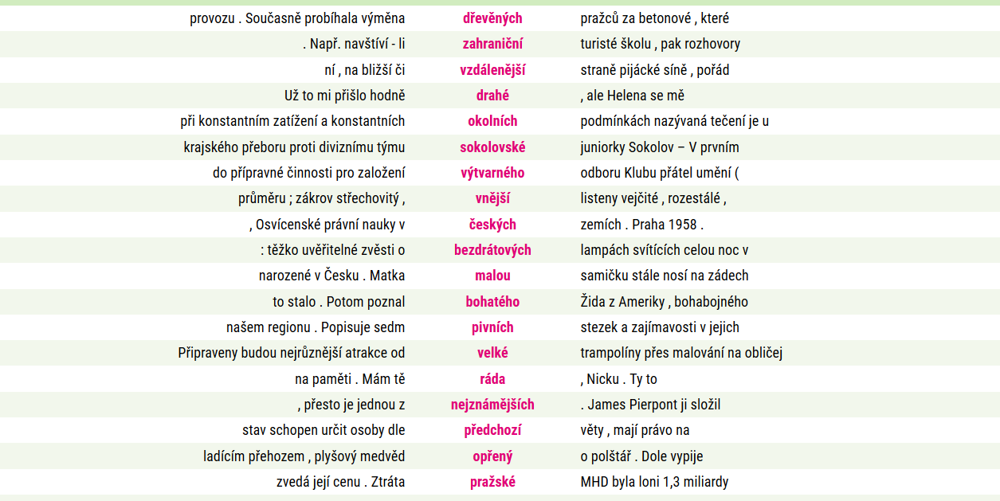 provozu . Současně probíhala výměna dřevěných pražců za betonové , které
. Např. navštíví - li zahraniční turisté školu , pak rozhovory
ní , na bližší či vzdálenější straně pijácké síně , pořád
Už to mi přišlo hodně drahé , ale Helena se mě
při konstantním zatížení a konstantních okolních podmínkách nazývaná tečení je u
krajského přeboru proti diviznímu týmu sokolovské juniorky Sokolov – V prvním
do přípravné činnosti pro založení výtvarného odboru Klubu přátel umění (
průměru ; zákrov střechovitý , vnější listeny vejčité , rozestálé ,
, Osvícenské právní nauky v českých zemích . Praha 1958 .
: těžko uvěřitelné zvěsti o bezdrátových lampách svítících celou noc v
narozené v Česku . Matka malou samičku stále nosí na zádech
to stalo . Potom poznal bohatého Žida z Ameriky , bohabojného
našem regionu . Popisuje sedm pivních stezek a zajímavosti v jejich
Připraveny budou nejrůznější atrakce od velké trampolíny přes malování na obličej
na paměti . Mám tě ráda , Nicku . Ty to
, přesto je jednou z nejznámějších . James Pierpont ji složil
stav schopen určit osoby dle předchozí věty , mají právo na
ladícím přehozem , plyšový medvěd opřený o polštář . Dole vypije
zvedá její cenu . Ztráta pražské MHD byla loni 1,3 miliardy